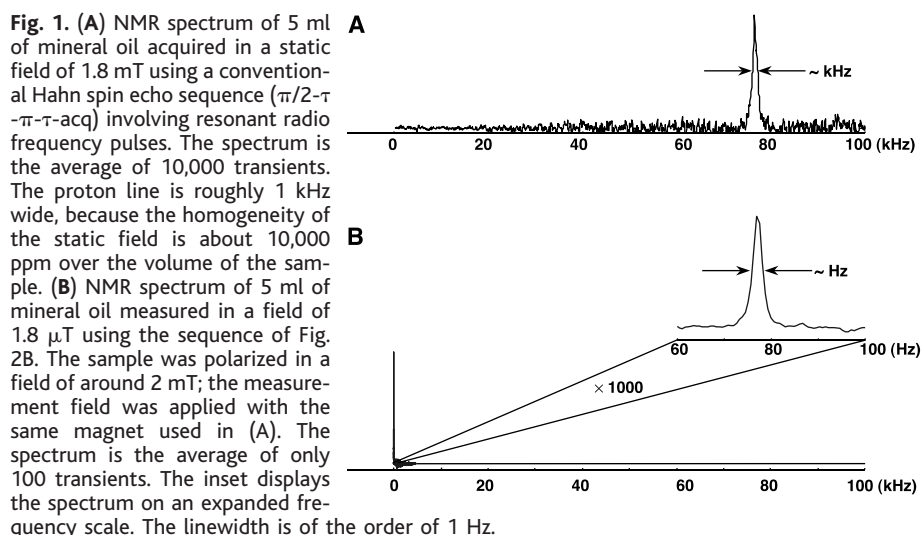 Fig. 1. (A) NMR spectrum of 5 ml
of mineral oil acquired in a static
field of 1.8 mT using a convention-
al Hahn spin echo sequence (π/2-τ
-π-τ-acq) involving resonant radio
frequency pulses. The spectrum is
the average of 10,000 transients.
The proton line is roughly 1 kHz
wide, because the homogeneity of
the static field is about 10,000
ppm over the volume of the sam-
ple. (B) NMR spectrum of 5 ml of
mineral oil measured in a field of
1.8 μT using the sequence of Fig.
2B. The sample was polarized in a
field of around 2 mT; the measure-
ment field was applied with the
same magnet used in (A). The
spectrum is the average of only
100 transients. The inset displays
the spectrum on an expanded fre-
quency scale. The linewidth is of the order of 1 Hz.
A
~ kHz
0 20 40 60 80 100 (kHz)
B
~ Hz
60 80 100 (Hz)
× 1000
0 20 40 60 80 100 (kHz)